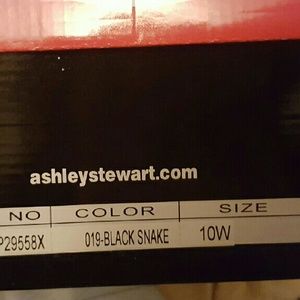 ashleystewart.com
NO COLOR SIZE
P29558X 019-BLACK SNAKE 10W